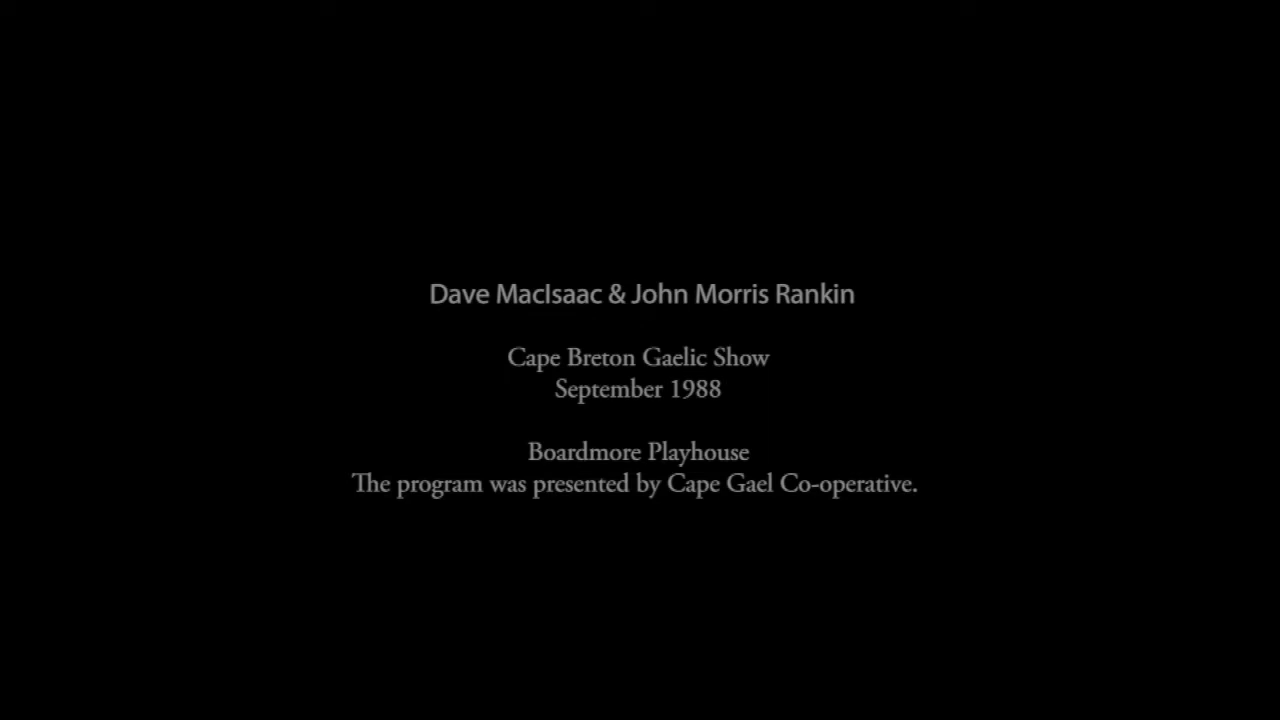 Dave MacIsaac & John Morris Rankin
Cape Breton Gaelic Show
September 1988
Boardmore Playhouse
The program was presented by Cape Gael Co-operative.